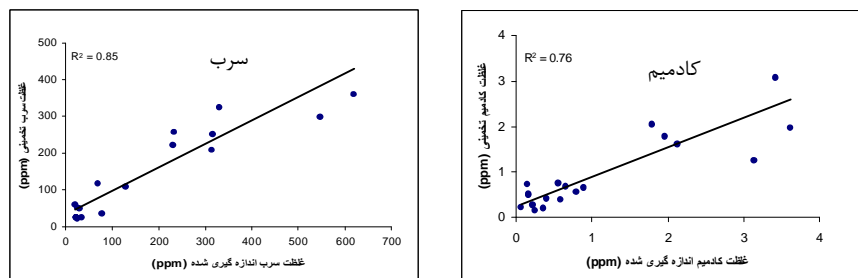 500
400
300
200
100
0
R² = 0.85
سرب
غلظت سرب تخمینی (ppm)
0 100 200 300 400 500 600 700
غلظت سرب اندازه گیری شده (ppm)
4
3
2
1
0
R² = 0.76
کادمیم
غلظت کادمیم تخمینی (ppm)
0 1 2 3 4
غلظت کادمیم اندازه گیری شده (ppm)